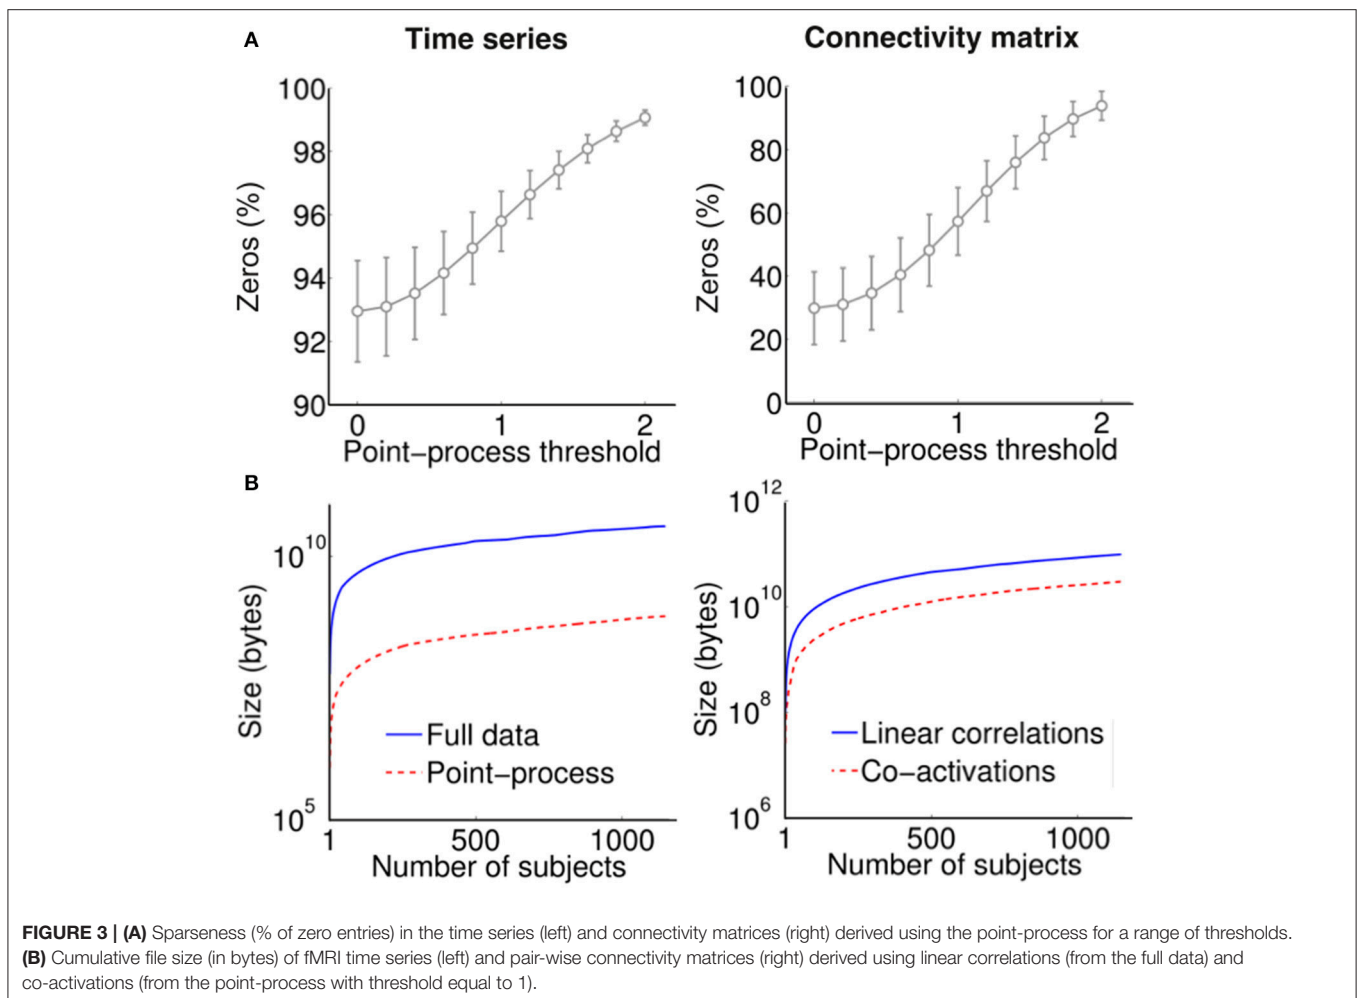 A
Time series
Connectivity matrix
100
98
96
94
92
90
Zeros (%)
0 1 2
Point–process threshold
100
80
60
40
20
0
Zeros (%)
0 1 2
Point–process threshold
B
10^10
10^5
Size (bytes)
Full data
Point–process
1 500 1000
Number of subjects
10^12
10^10
10^8
10^6
Size (bytes)
Linear correlations
Co–activations
1 500 1000
Number of subjects
FIGURE 3 | (A) Sparseness (% of zero entries) in the time series (left) and connectivity matrices (right) derived using the point-process for a range of thresholds.
(B) Cumulative file size (in bytes) of fMRI time series (left) and pair-wise connectivity matrices (right) derived using linear correlations (from the full data) and
co-activations (from the point-process with threshold equal to 1).